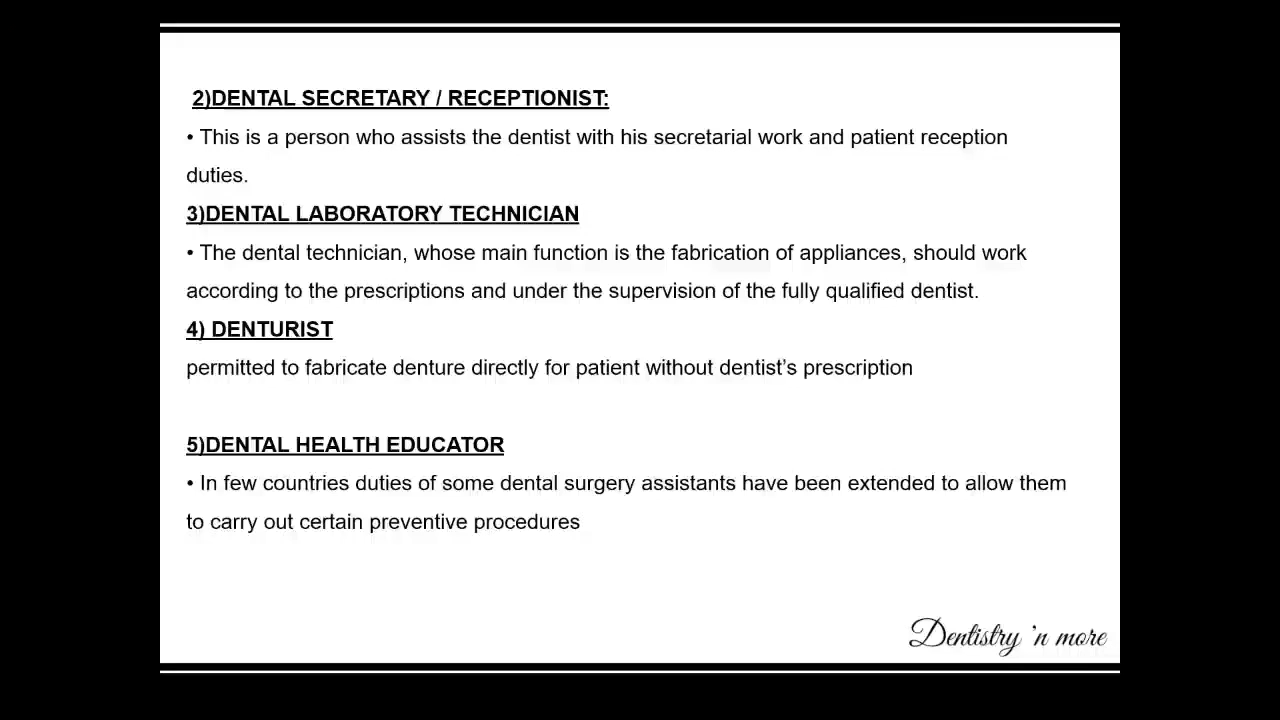 2)DENTAL SECRETARY / RECEPTIONIST:
• This is a person who assists the dentist with his secretarial work and patient reception
duties.
3)DENTAL LABORATORY TECHNICIAN
• The dental technician, whose main function is the fabrication of appliances, should work
according to the prescriptions and under the supervision of the fully qualified dentist.
4) DENTURIST
permitted to fabricate denture directly for patient without dentist’s prescription
5)DENTAL HEALTH EDUCATOR
• In few countries duties of some dental surgery assistants have been extended to allow them
to carry out certain preventive procedures
Dentistry 'n more